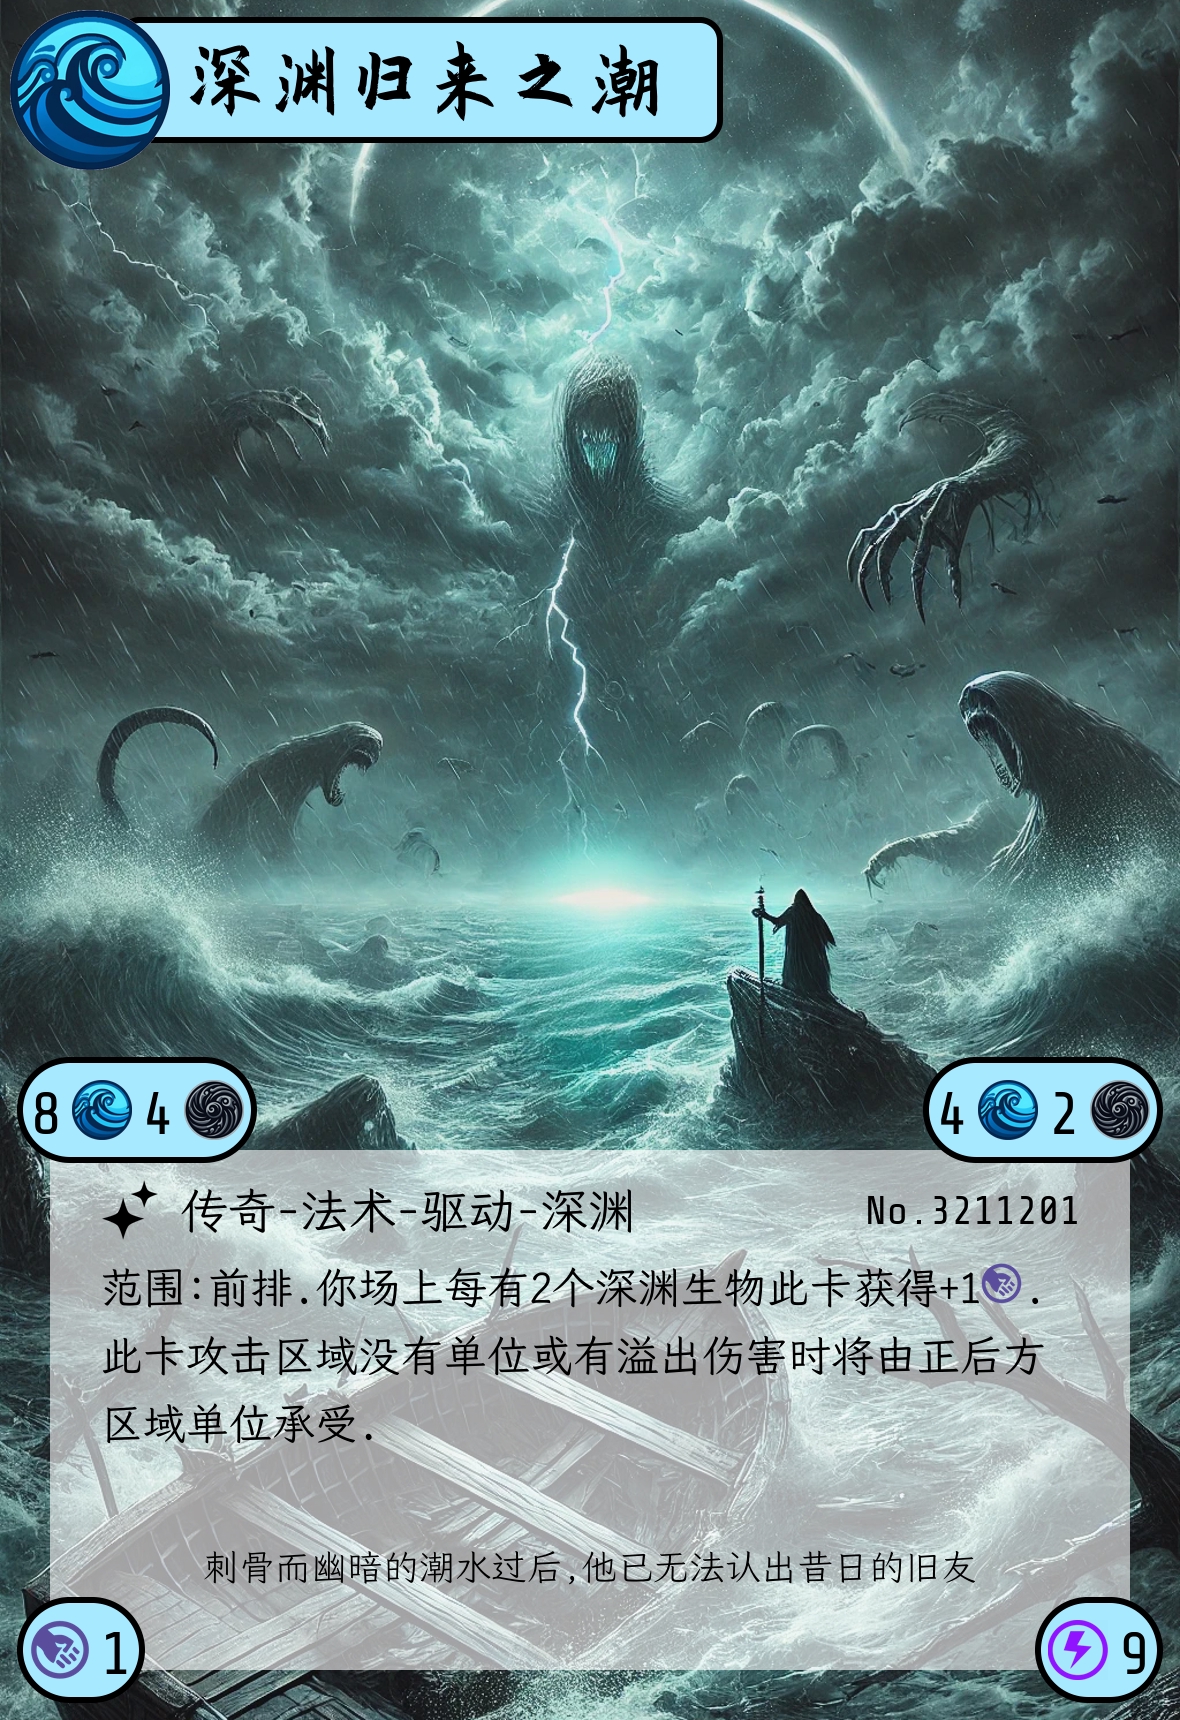 深渊归来之潮
8 4
4 2
传奇-法术-驱动-深渊
No.3211201
范围:前排.你场上每有2个深渊生物此卡获得+1.
此卡攻击区域没有单位或有溢出伤害时将由正后方
区域单位承受.
刺骨而幽暗的潮水过后,他已无法认出昔日的旧友
1
9